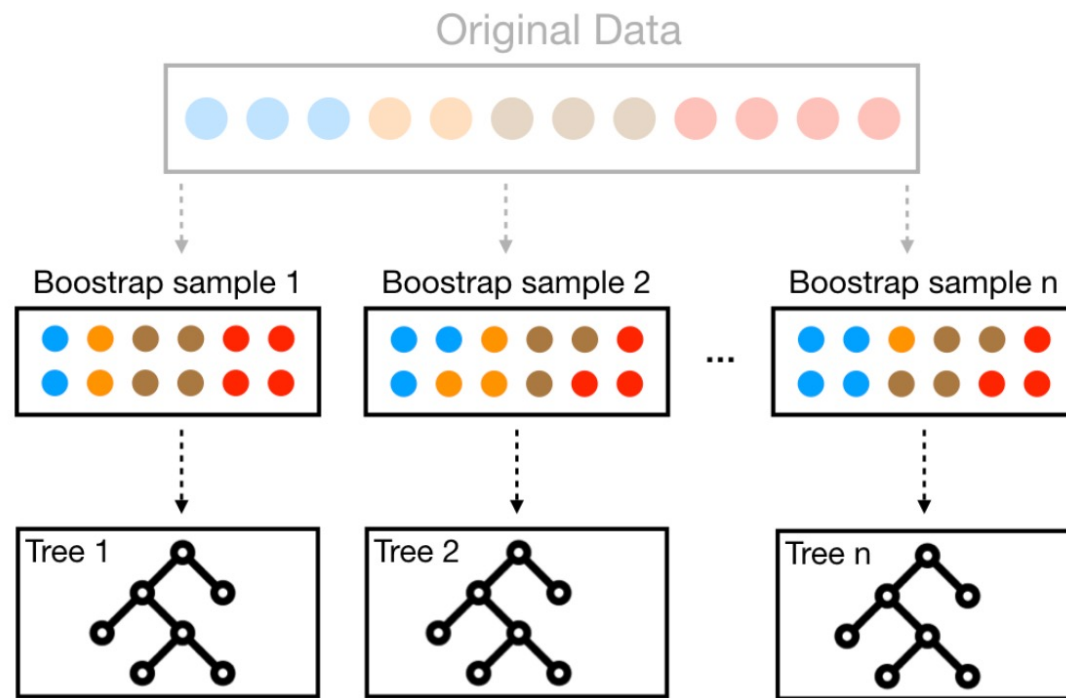 Original Data
Boostrap sample 1
Boostrap sample 2
Boostrap sample n
...
Tree 1
Tree 2
Tree n